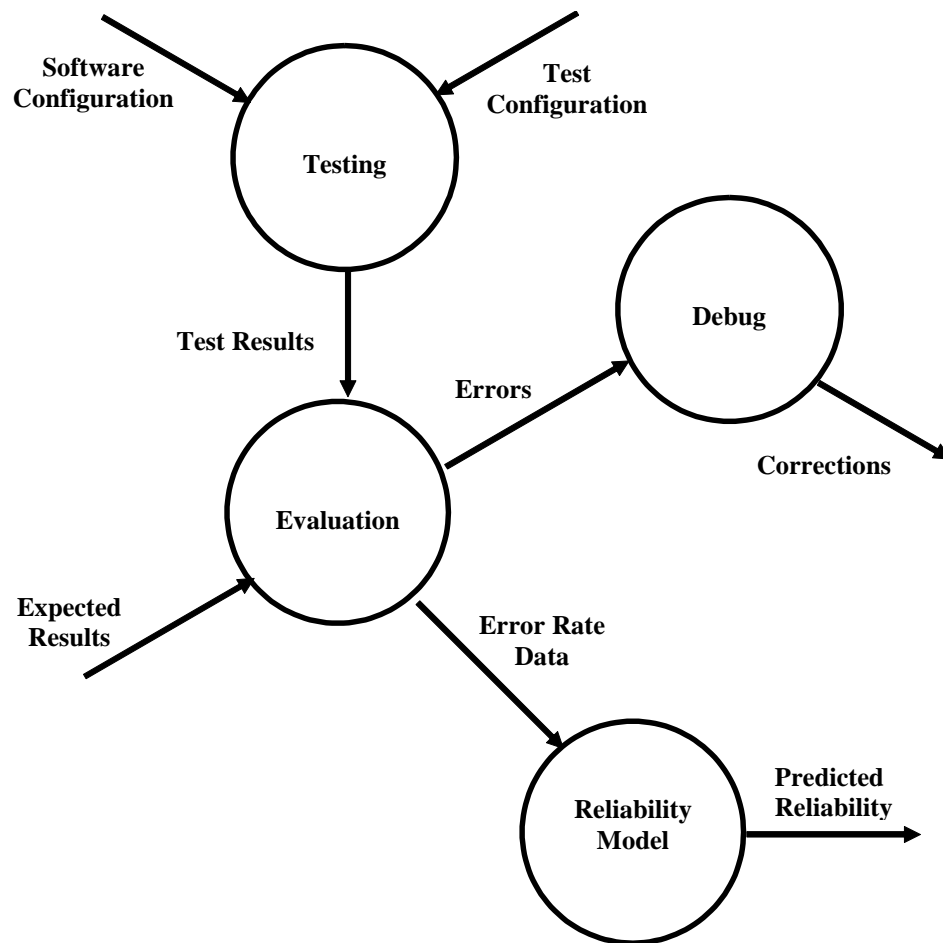 Software
Configuration
Test
Configuration
Testing
Debug
Test Results
Errors
Corrections
Evaluation
Expected
Results
Error Rate
Data
Predicted
Reliability
Reliability
Model